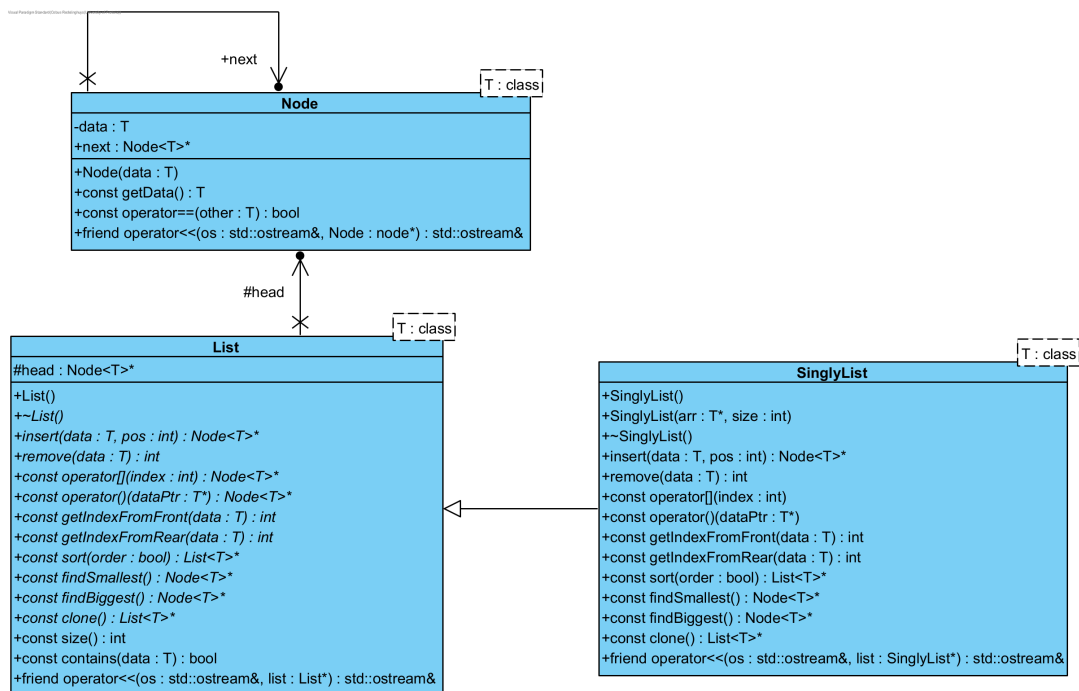 +next
T : class
Node
-data : T
+next : Node<T>*
+Node(data : T)
+const getData() : T
+const operator==(other : T) : bool
+friend operator<<(os : std::ostream&, Node : node*) : std::ostream&
#head
T : class
List
#head : Node<T>*
+List()
+~List()
+insert(data : T, pos : int) : Node<T>*
+remove(data : T) : int
+const operator[](index : int) : Node<T>*
+const operator()(dataPtr : T*) : Node<T>*
+const getIndexFromFront(data : T) : int
+const getIndexFromRear(data : T) : int
+const sort(order : bool) : List<T>*
+const findSmallest() : Node<T>*
+const findBiggest() : Node<T>*
+const clone() : List<T>*
+const size() : int
+const contains(data : T) : bool
+friend operator<<(os : std::ostream&, list : List*) : std::ostream&
T : class
SinglyList
+SinglyList()
+SinglyList(arr : T*, size : int)
+~SinglyList()
+insert(data : T, pos : int) : Node<T>*
+remove(data : T) : int
+const operator[](index : int)
+const operator()(dataPtr : T*)
+const getIndexFromFront(data : T) : int
+const getIndexFromRear(data : T) : int
+const sort(order : bool) : List<T>*
+const findSmallest() : Node<T>*
+const findBiggest() : Node<T>*
+const clone() : List<T>*
+friend operator<<(os : std::ostream&, list : SinglyList*) : std::ostream&